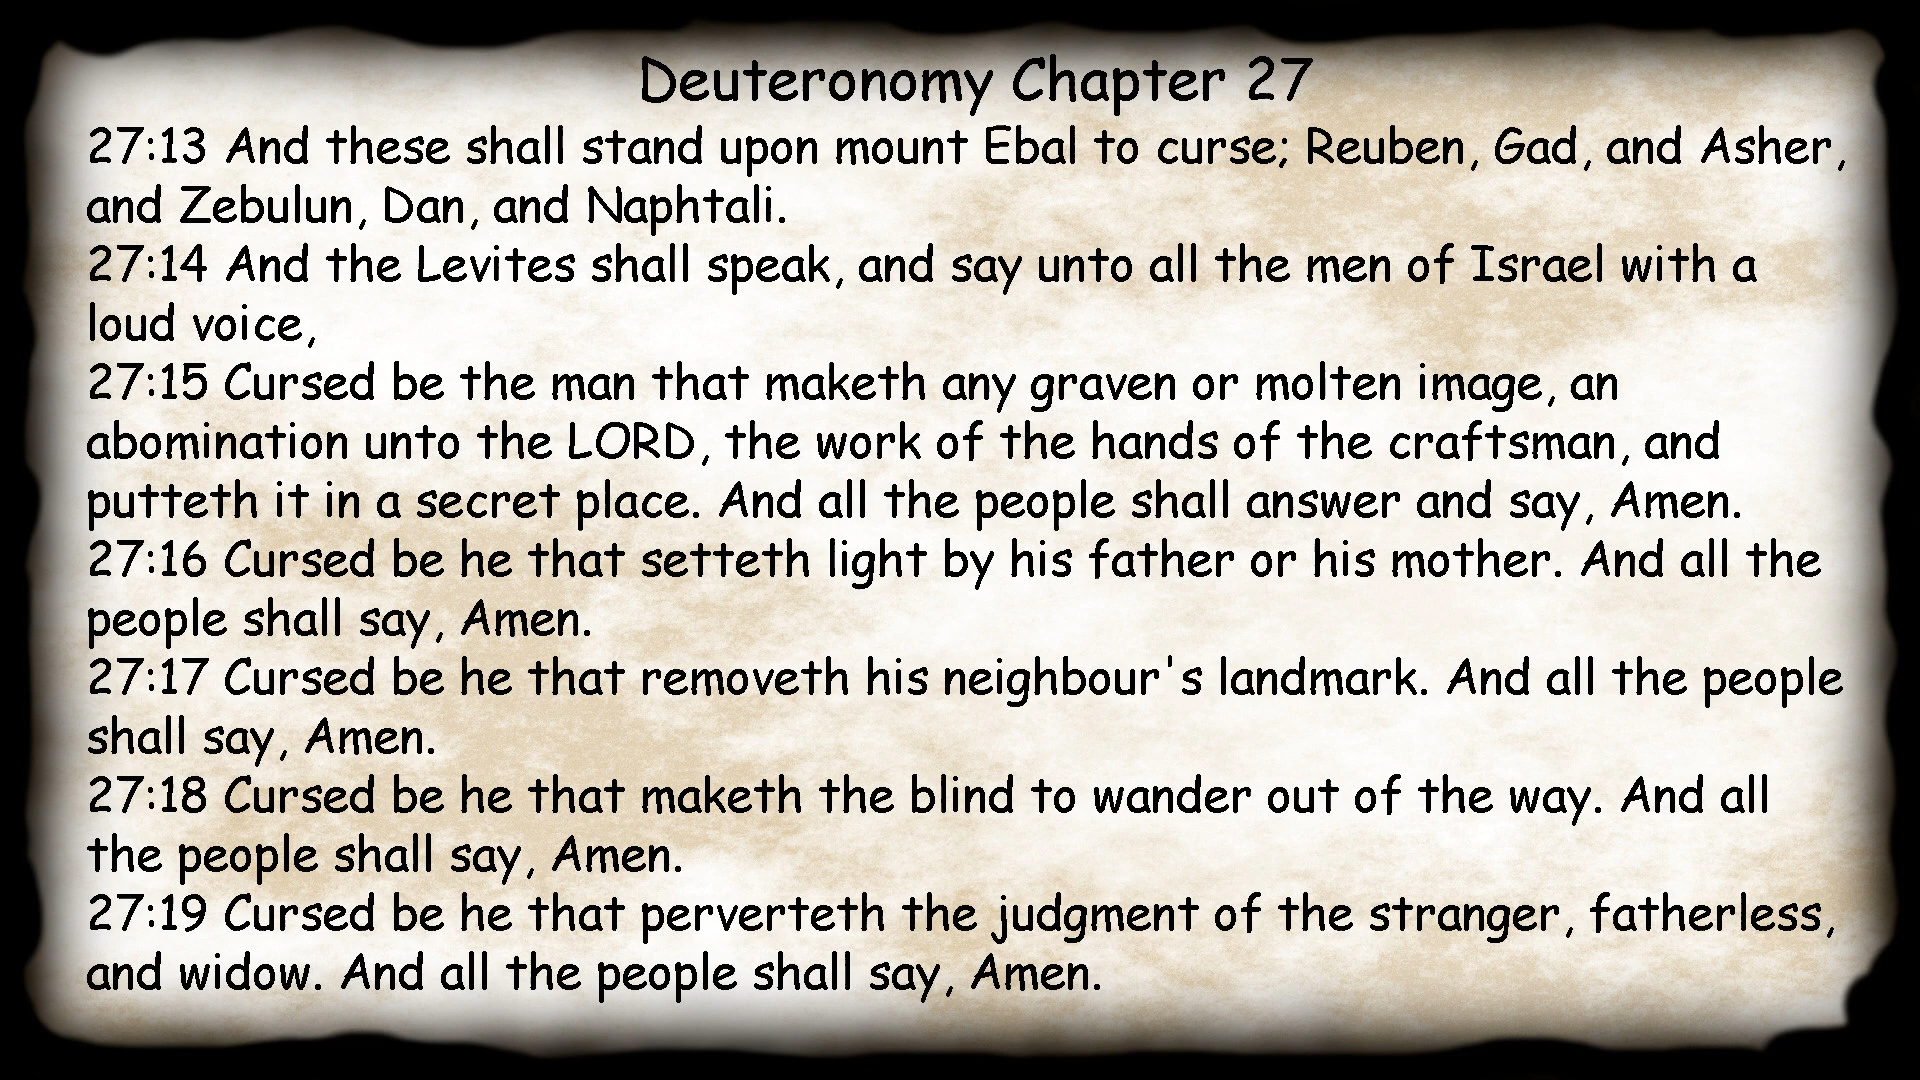 Deuteronomy Chapter 27
27:13 And these shall stand upon mount Ebal to curse; Reuben, Gad, and Asher,
and Zebulun, Dan, and Naphtali.
27:14 And the Levites shall speak, and say unto all the men of Israel with a
loud voice,
27:15 Cursed be the man that maketh any graven or molten image, an
abomination unto the LORD, the work of the hands of the craftsman, and
putteth it in a secret place. And all the people shall answer and say, Amen.
27:16 Cursed be he that setteth light by his father or his mother. And all the
people shall say, Amen.
27:17 Cursed be he that removeth his neighbour's landmark. And all the people
shall say, Amen.
27:18 Cursed be he that maketh the blind to wander out of the way. And all
the people shall say, Amen.
27:19 Cursed be he that perverteth the judgment of the stranger, fatherless,
and widow. And all the people shall say, Amen.